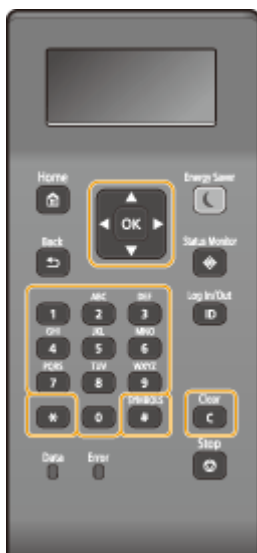 Home
Energy Saver
OK
Back
Status Monitor
ABC DEF
1 2 3
Log In/Out
ID
GHI JKL MNO
4 5 6
PQRS TUV WXYZ
7 8 9
SYMBOLS
Clear
* 0 # C
Data Error
Stop